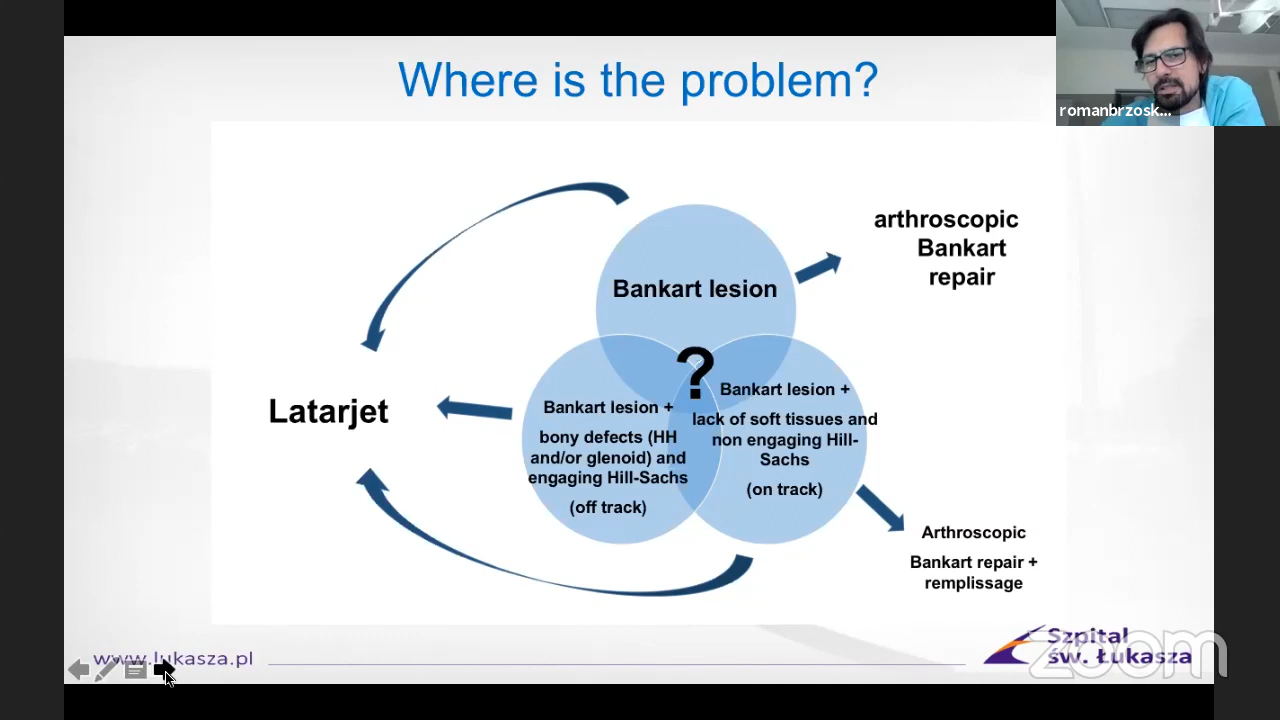 Where is the problem?
romanbrzosk...
arthroscopic
Bankart
repair
Bankart lesion
?
Latarjet
Bankart lesion +
bony defects (HH
and/or glenoid) and
engaging Hill-Sachs
(off track)
Bankart lesion +
lack of soft tissues and
non engaging Hill-
Sachs
(on track)
Arthroscopic
Bankart repair +
remplissage
www.lukasza.pl
Szpital
św. Łukasza
zoom